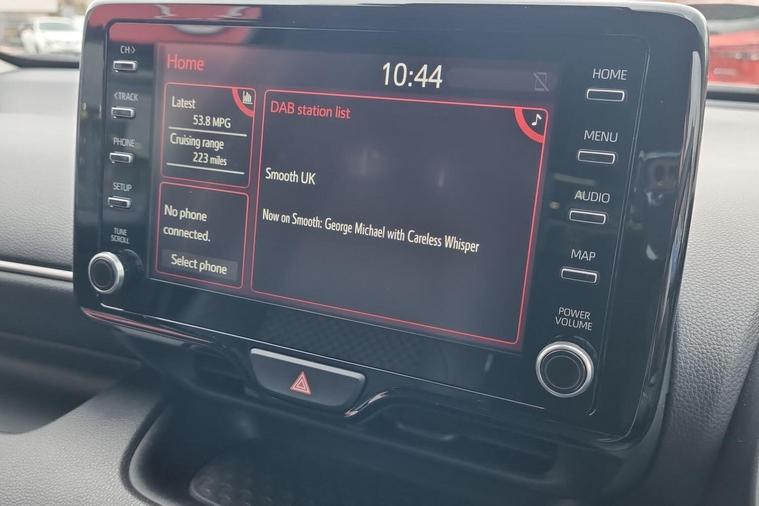 CH>
<TRACK
PHONE
SETUP
TUNE
SCROLL
Home
10:44
Latest
53.8 MPG
Cruising range
223 miles
No phone
connected.
Select phone
DAB station list
Smooth UK
Now on Smooth: George Michael with Careless Whisper
HOME
MENU
AUDIO
MAP
POWER
VOLUME